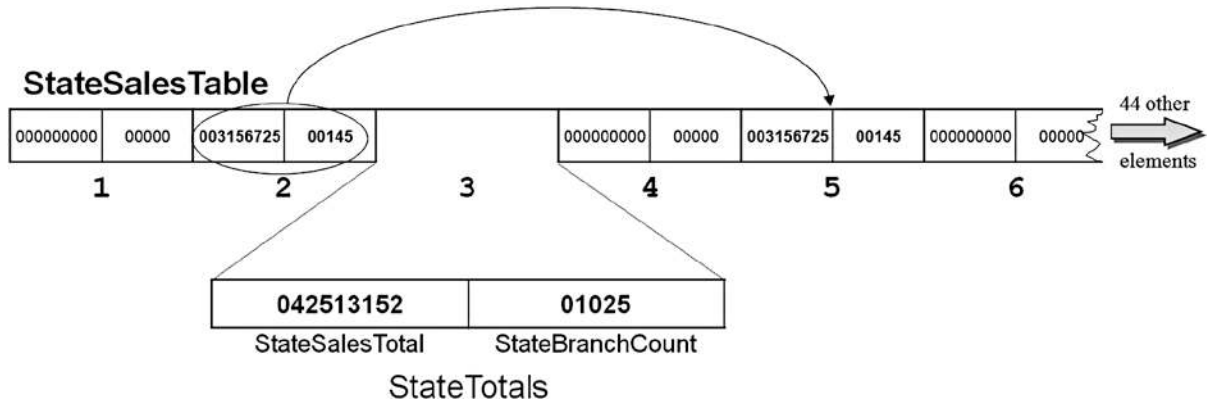 StateSalesTable
44 other
000000000 00000 003156725 00145 000000000 00000 003156725 00145 000000000 00000
elements
1 2 3 4 5 6
042513152 01025
StateSalesTotal StateBranchCount
StateTotals